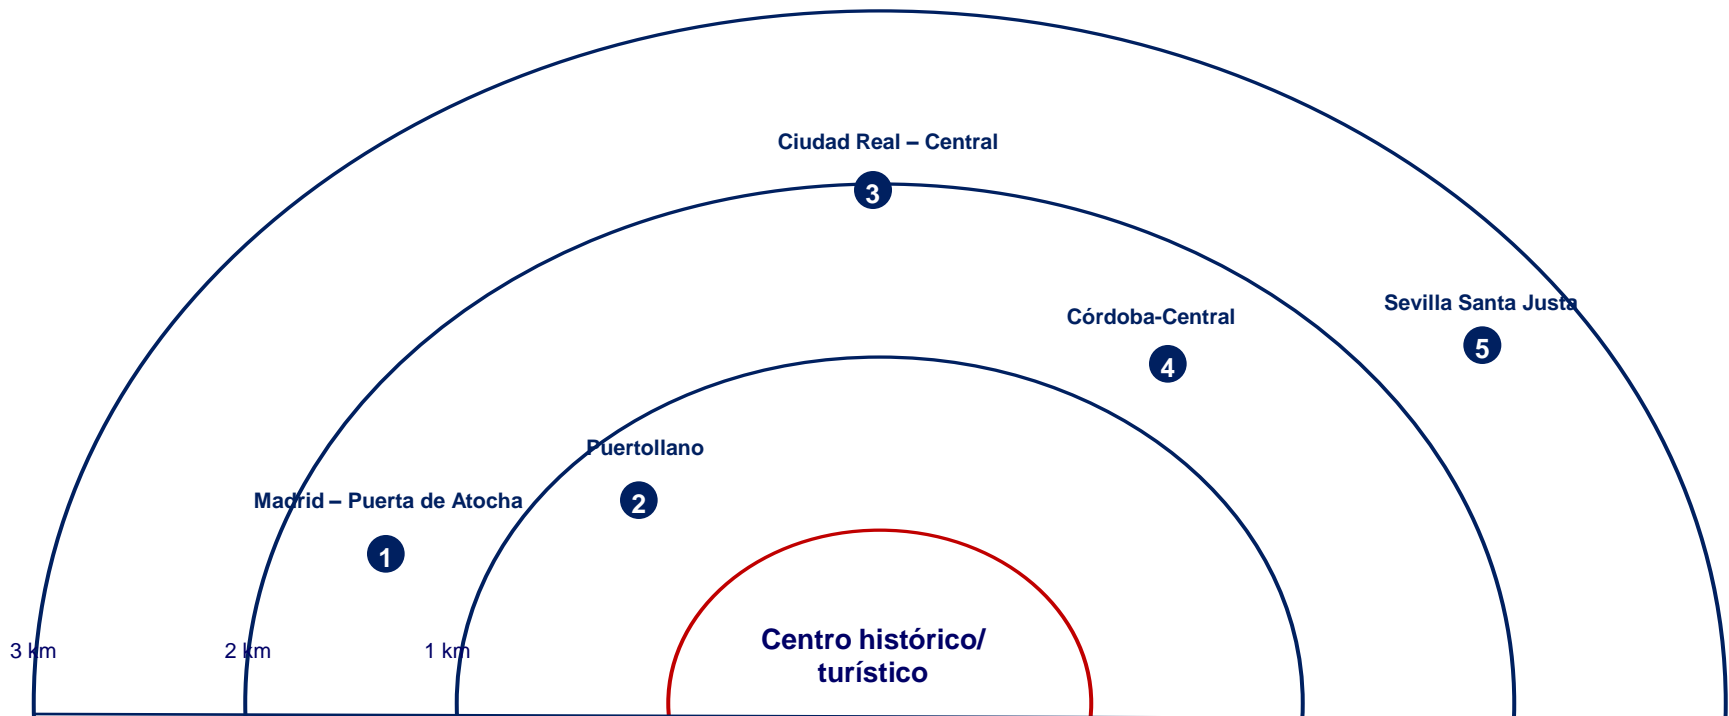 Ciudad Real – Central
3
Sevilla Santa Justa
5
Córdoba-Central
4
Puertollano
2
Madrid – Puerta de Atocha
1
3 km
2 km
1 km
Centro histórico/
turístico